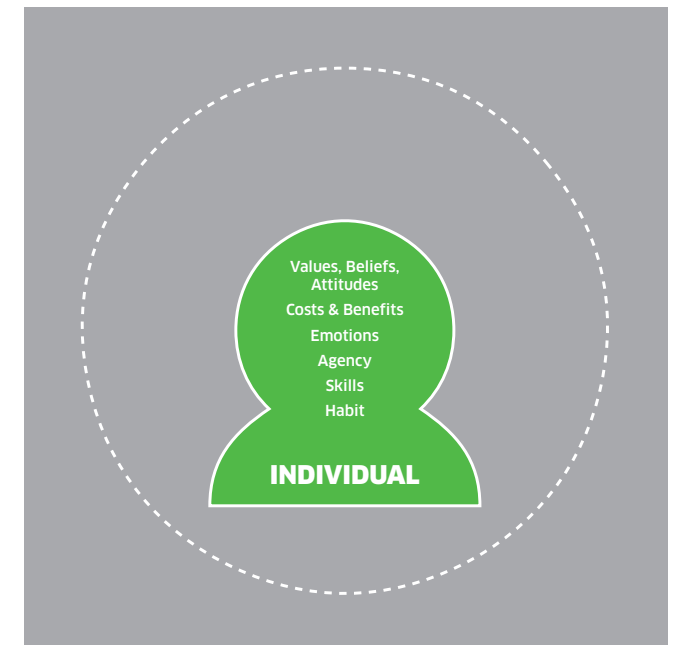 Values, Beliefs,
Attitudes
Costs & Benefits
Emotions
Agency
Skills
Habit
INDIVIDUAL